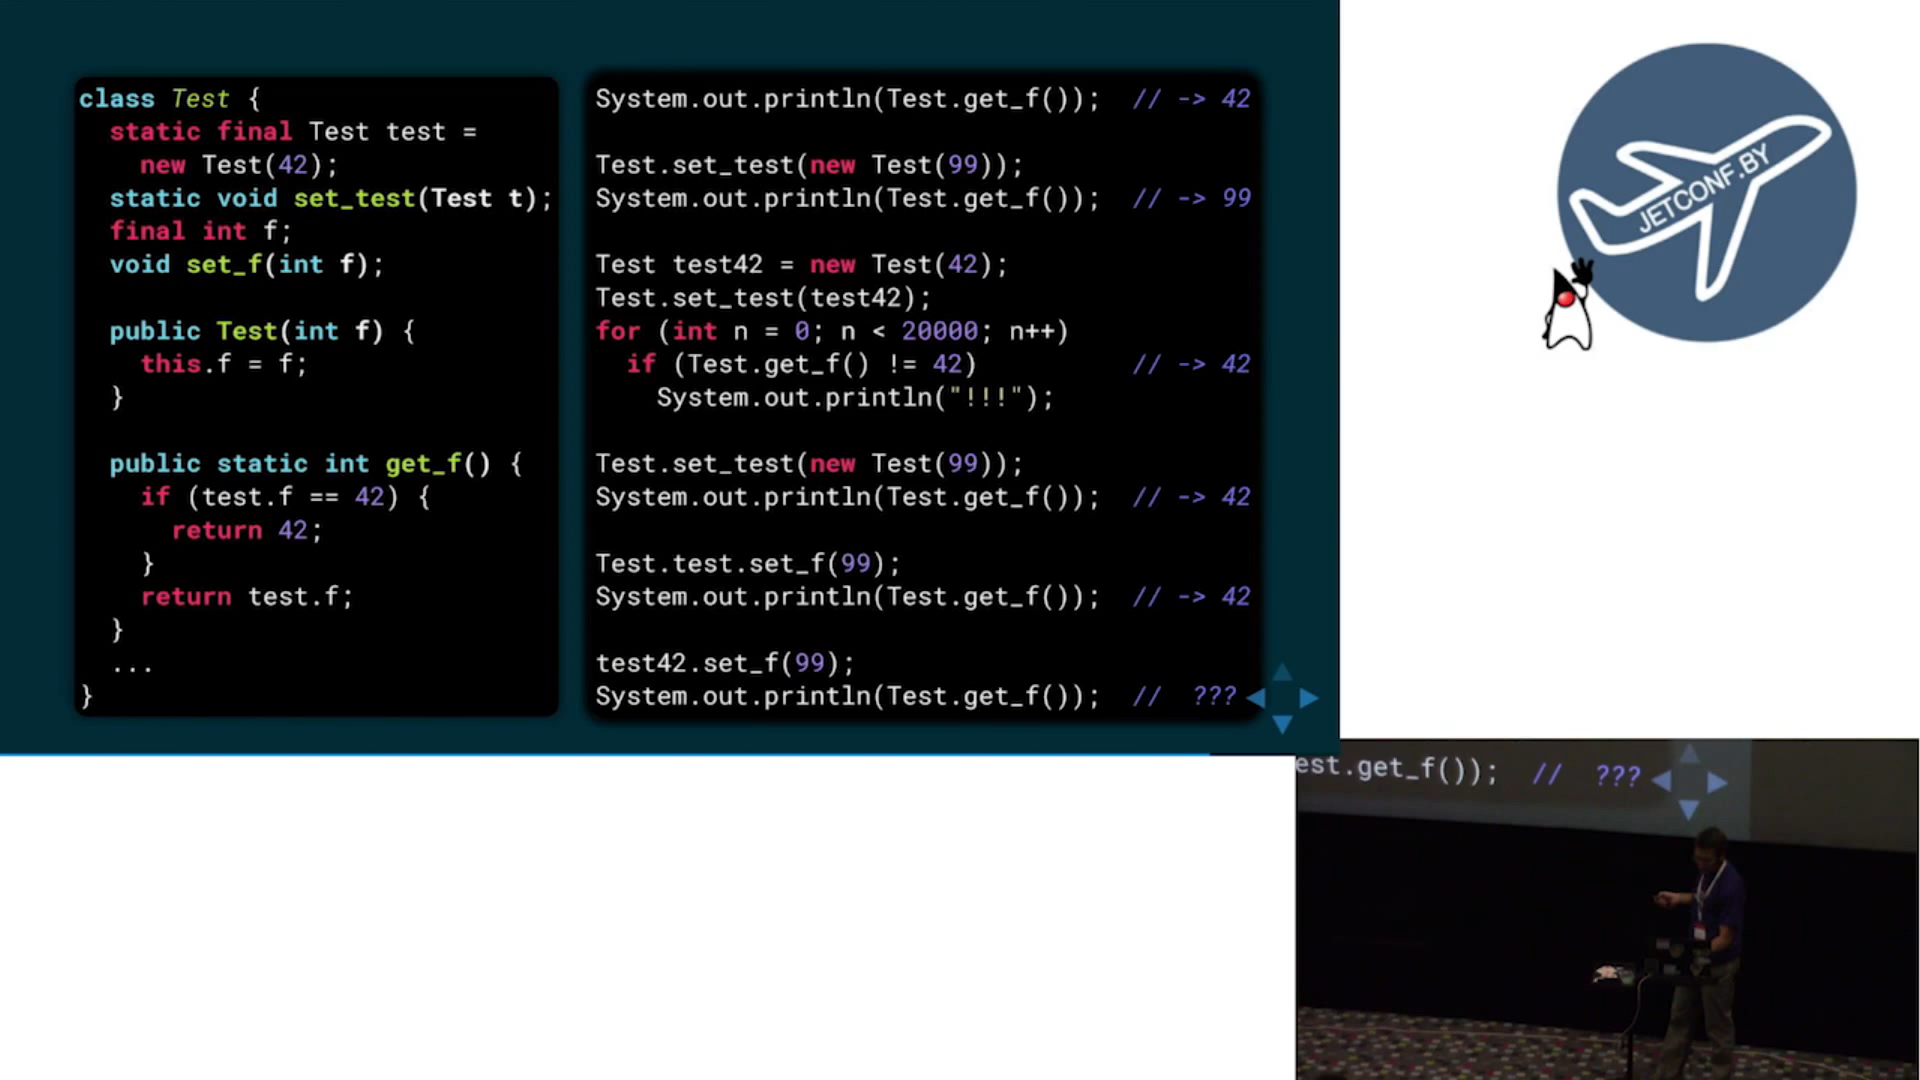 class Test {
static final Test test =
new Test(42);
static void set_test(Test t);
final int f;
void set_f(int f);
public Test(int f) {
this.f = f;
}
public static int get_f() {
if (test.f == 42) {
return 42;
}
return test.f;
}
...
}
System.out.println(Test.get_f()); // -> 42
Test.set_test(new Test(99));
System.out.println(Test.get_f()); // -> 99
Test test42 = new Test(42);
Test.set_test(test42);
for (int n = 0; n < 20000; n++)
if (Test.get_f() != 42) // -> 42
System.out.println("!!!");
Test.set_test(new Test(99));
System.out.println(Test.get_f()); // -> 42
Test.test.set_f(99);
System.out.println(Test.get_f()); // -> 42
test42.set_f(99);
System.out.println(Test.get_f()); // ???
JETCONF.BY
est.get_f()); // ???